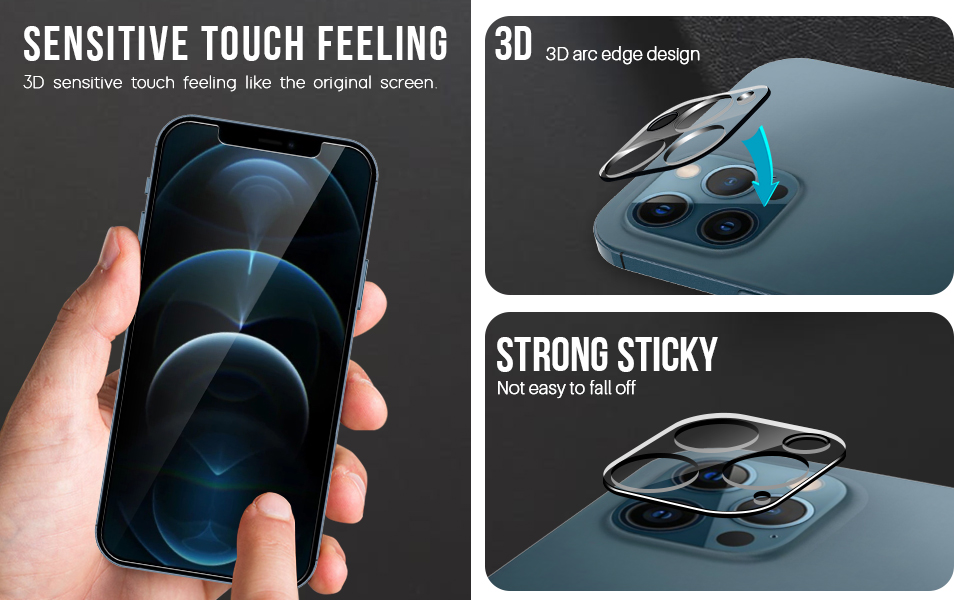 SENSITIVE TOUCH FEELING
3D sensitive touch feeling like the original screen.
3D 3D arc edge design
STRONG STICKY
Not easy to fall off